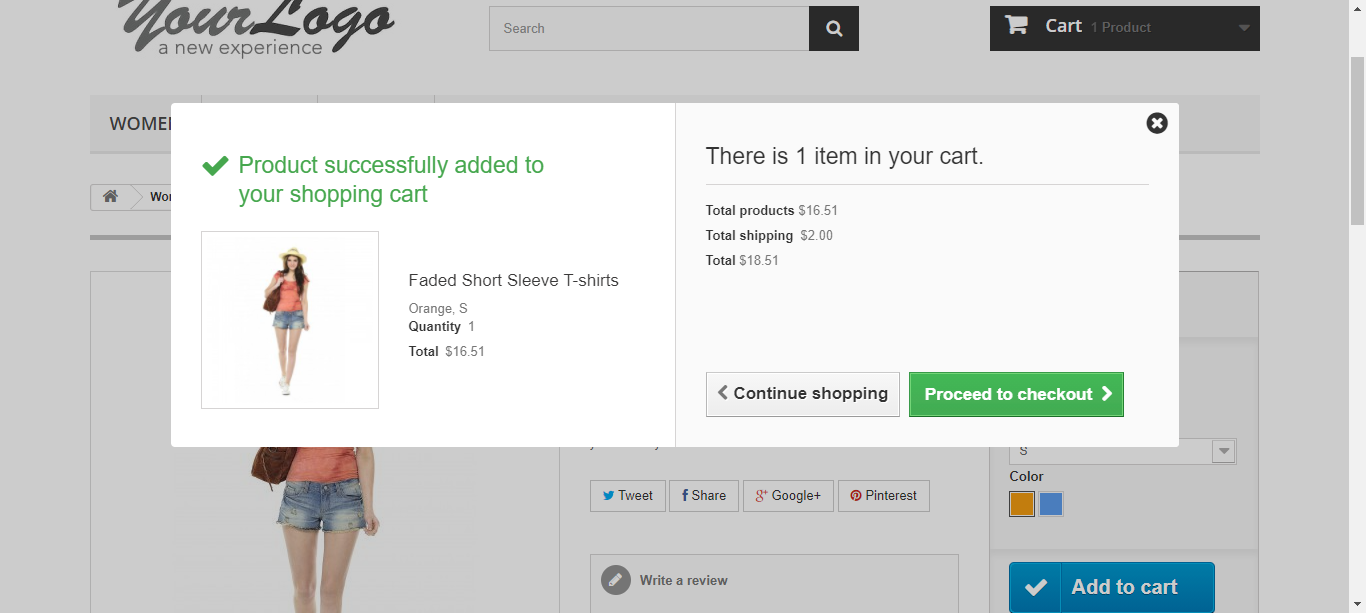 YourLogo
a new experience
Search
Cart 1 Product
Product successfully added to
your shopping cart
Faded Short Sleeve T-shirts
Orange, S
Quantity 1
Total $16.51
There is 1 item in your cart.
Total products $16.51
Total shipping $2.00
Total $18.51
Continue shopping
Proceed to checkout
S
Color
Tweet
Share
Google+
Pinterest
Write a review
Add to cart